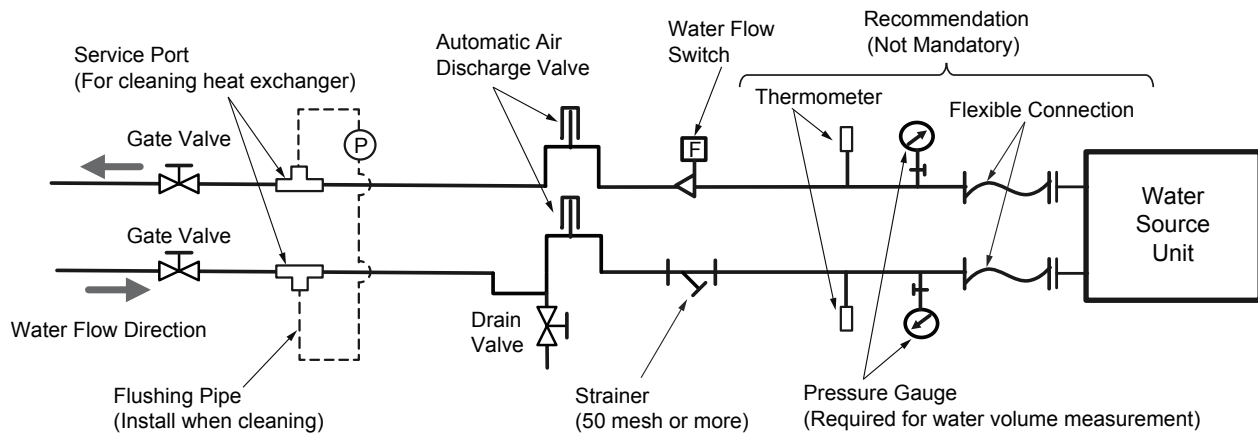 Recommendation
(Not Mandatory)
Water Flow
Switch
Automatic Air
Discharge Valve
Service Port
(For cleaning heat exchanger)
Thermometer
Flexible Connection
Gate Valve
P
F
Water
Source
Unit
Gate Valve
Water Flow Direction
Drain
Valve
Flushing Pipe
(Install when cleaning)
Strainer
(50 mesh or more)
Pressure Gauge
(Required for water volume measurement)